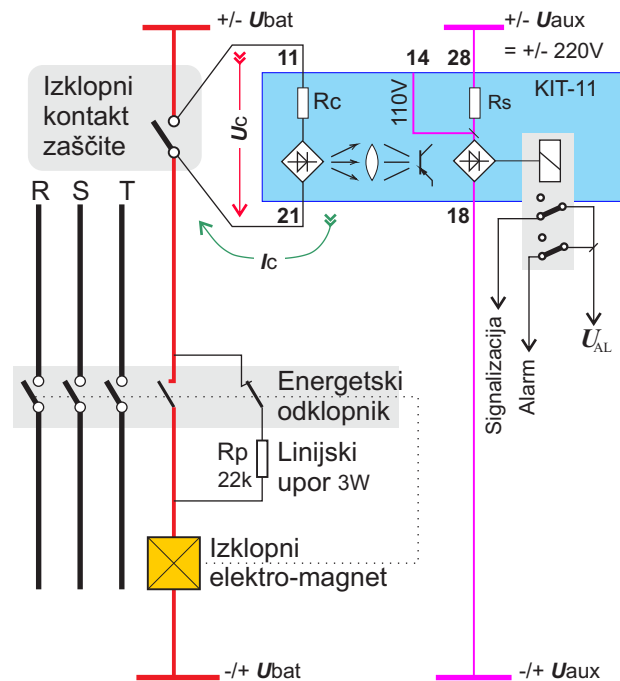 +/- Ubat
+/- Uaux
= +/- 220V
11
14
28
KIT-11
Izklopni
kontakt
zaščite
Uc
Rc
110V
Rs
R S T
21
18
Ic
Signalizacija
Alarm
UAL
Energetski
odklopnik
Rp
22k
Linijski
upor 3W
Izklopni
elektro-magnet
-/+ Ubat
-/+ Uaux